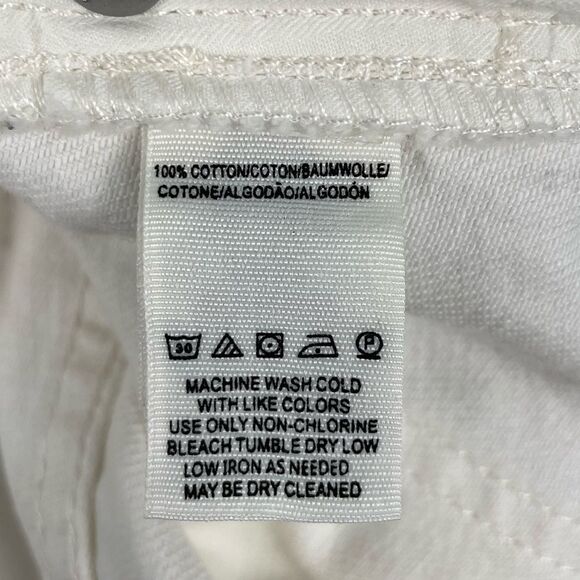 100% COTTON/COTON/BAUMWOLLE/
COTONE/ALGODÃO/ALGODÓN
30 P
MACHINE WASH COLD
WITH LIKE COLORS
USE ONLY NON-CHLORINE
BLEACH TUMBLE DRY LOW
LOW IRON AS NEEDED
MAY BE DRY CLEANED